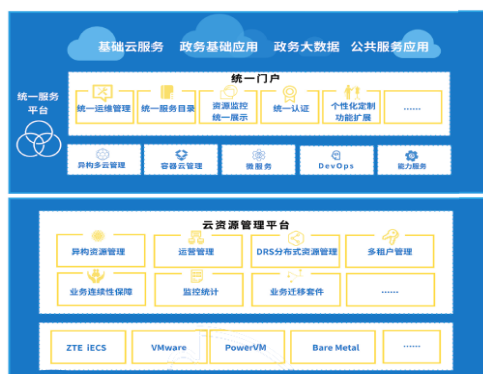 基础云服务 政务基础应用 政务大数据 公共服务应用
统一服务
平台
统一门户
统一运维管理
统一服务目录
资源监控
统一展示
统一认证
个性化定制
功能扩展
……
异构多云管理
容器云管理
微服务
DevOps
能力服务
云资源管理平台
异构资源管理
运营管理
DRS分布式资源管理
多租户管理
业务连续性保障
监控统计
业务迁移套件
……
ZTE iECS
VMware
PowerVM
Bare Metal
……